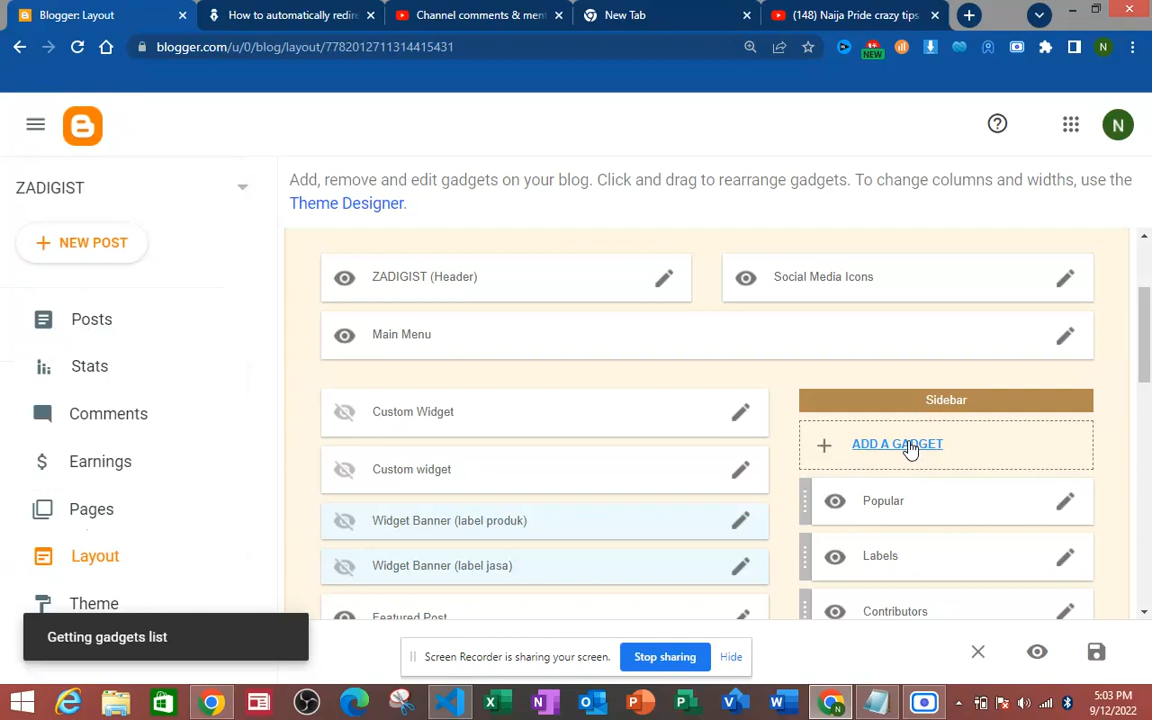 Blogger: Layout
How to automatically redire
Channel comments & ment
New Tab
(148) Naija Pride crazy tips
blogger.com/u/0/blog/layout/7782012711314415431
NEW
N
N
ZADIGIST
NEW POST
Posts
Stats
Comments
Earnings
Pages
Layout
Theme
Getting gadgets list
Add, remove and edit gadgets on your blog. Click and drag to rearrange gadgets. To change columns and widths, use the
Theme Designer.
ZADIGIST (Header)
Social Media Icons
Main Menu
Custom Widget
Custom widget
Widget Banner (label produk)
Widget Banner (label jasa)
Featured Post
Sidebar
ADD A GADGET
Popular
Labels
Contributors
Screen Recorder is sharing your screen.
Stop sharing
Hide
5:03 PM
9/12/2022